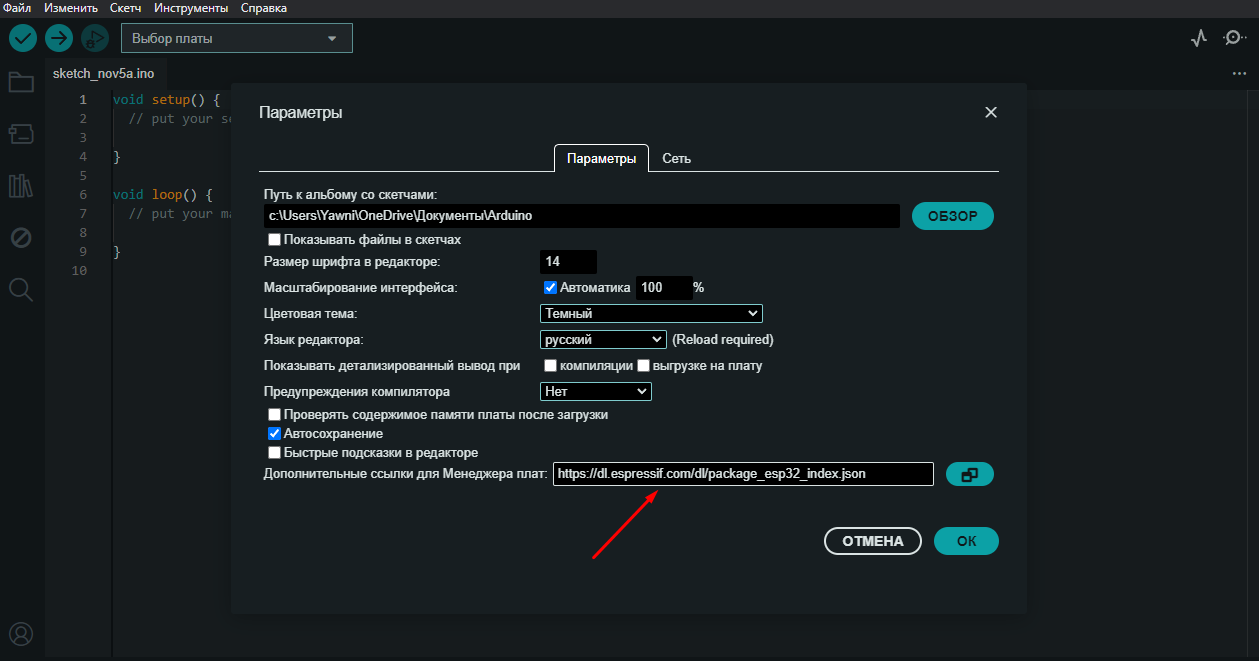 Файл Изменить Скетч Инструменты Справка
Выбор платы
sketch_nov5a.ino
Параметры
Параметры Сеть
1 void setup() {
2 // put your s
3
4 }
5
6 void loop() {
7 // put your m
8
9 }
10
Путь к альбому со скетчами:
c:\Users\Yawni\OneDrive\Документы\Arduino ОБЗОР
Показывать файлы в скетчах
Размер шрифта в редакторе: 14
Масштабирование интерфейса: Автоматика 100 %
Цветовая тема: Темный
Язык редактора: русский (Reload required)
Показывать детализированный вывод при компиляции выгрузке на плату
Предупреждения компилятора Нет
Проверять содержимое памяти платы после загрузки
Автосохранение
Быстрые подсказки в редакторе
Дополнительные ссылки для Менеджера плат: https://dl.espressif.com/dl/package_esp32_index.json
ОТМЕНА ОК